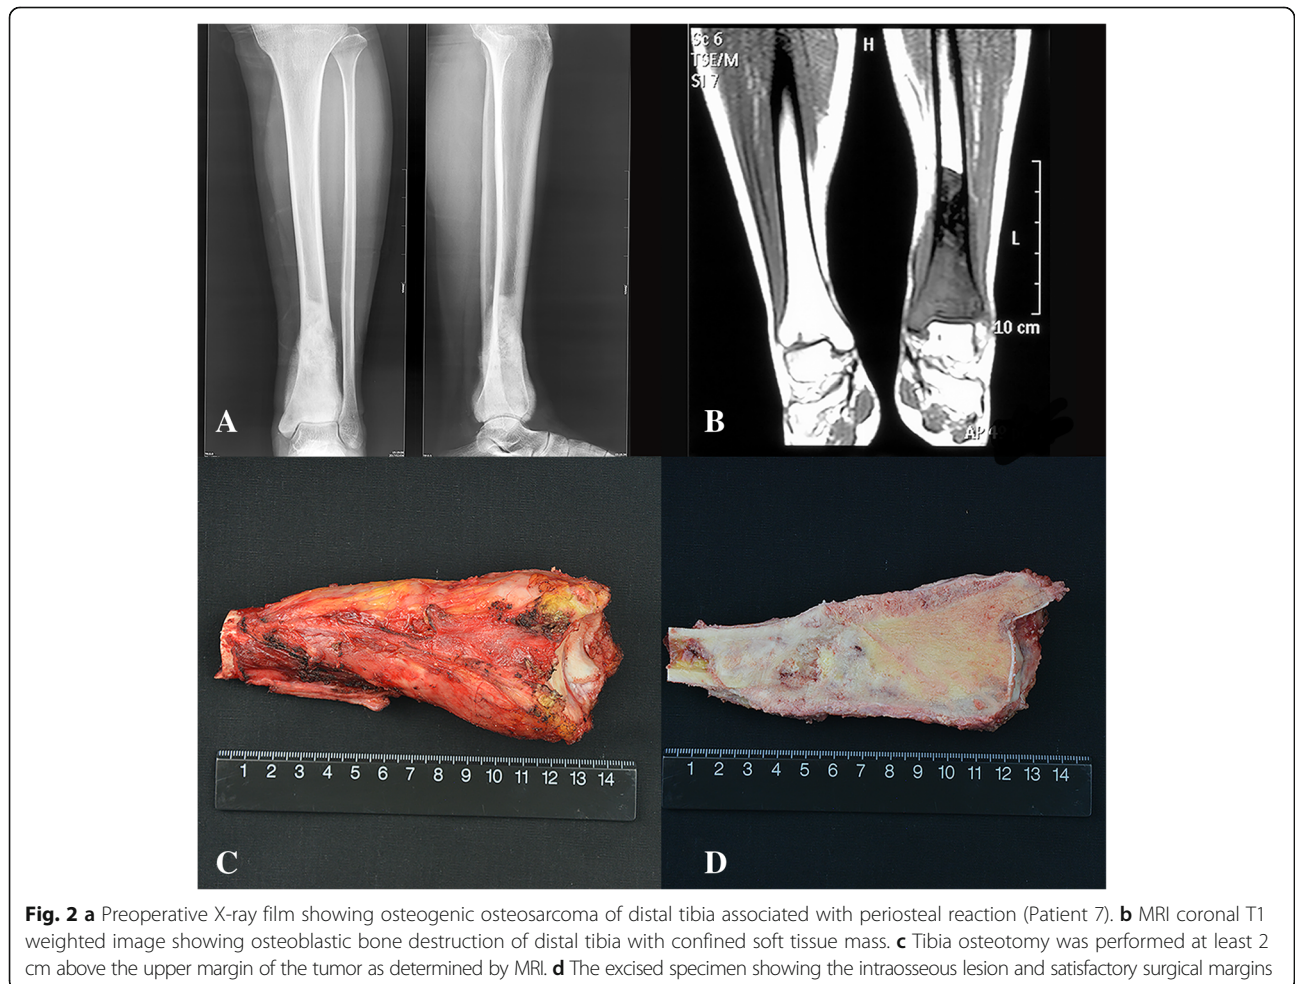 Sc 6
TSE/M
SI 7
H
L
10 cm
A
B
1 2 3 4 5 6 7 8 9 10 11 12 13 14
1 2 3 4 5 6 7 8 9 10 11 12 13 14
C
D
Fig. 2 a Preoperative X-ray film showing osteogenic osteosarcoma of distal tibia associated with periosteal reaction (Patient 7). b MRI coronal T1
weighted image showing osteoblastic bone destruction of distal tibia with confined soft tissue mass. c Tibia osteotomy was performed at least 2
cm above the upper margin of the tumor as determined by MRI. d The excised specimen showing the intraosseous lesion and satisfactory surgical margins